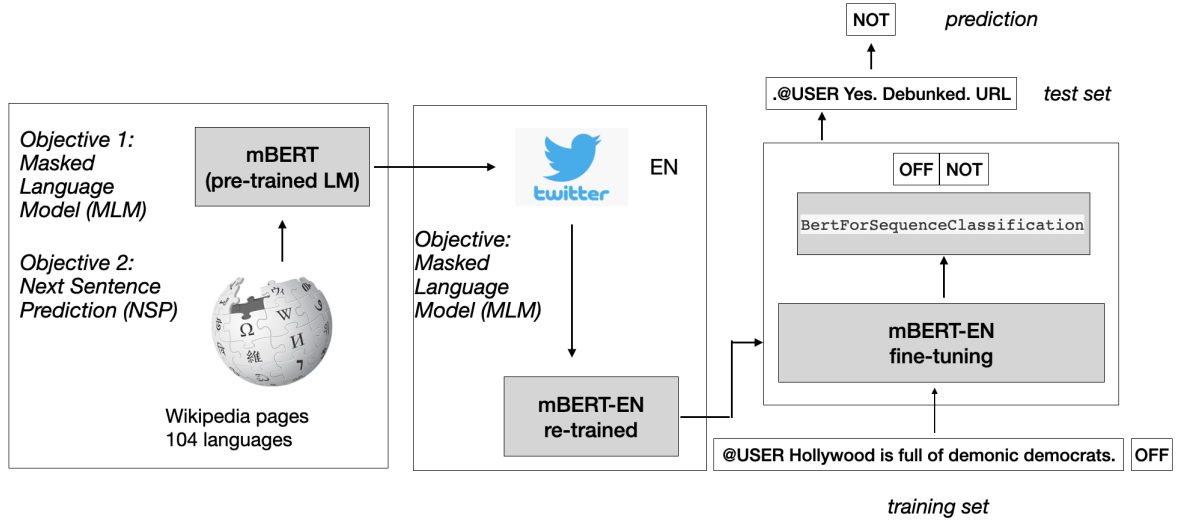 Objective 1:
Masked
Language
Model (MLM)
Objective 2:
Next Sentence
Prediction (NSP)
mBERT
(pre-trained LM)
Ω
W
維
И
Wikipedia pages
104 languages
twitter
EN
Objective:
Masked
Language
Model (MLM)
mBERT-EN
re-trained
NOT
prediction
.@USER Yes. Debunked. URL
test set
OFF NOT
BertForSequenceClassification
mBERT-EN
fine-tuning
@USER Hollywood is full of demonic democrats. OFF
training set